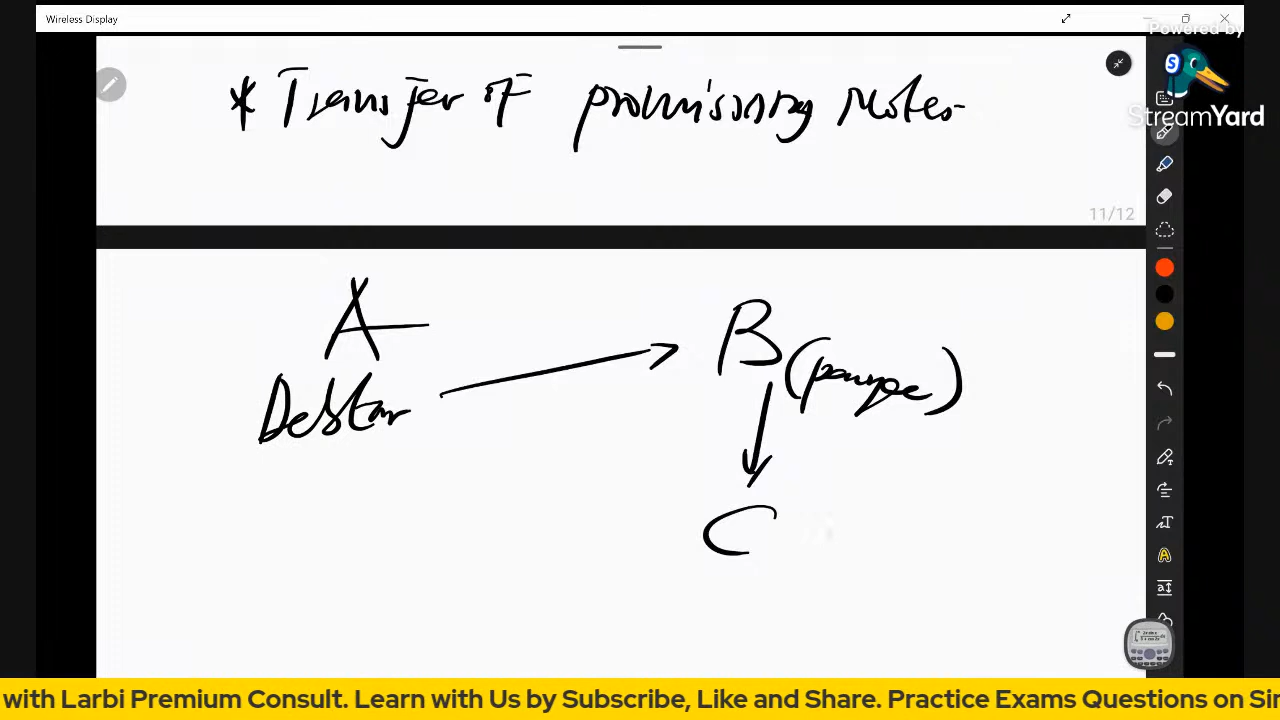 Wireless Display
Powered by
StreamYard
* Transfer of promissory notes
11/12
A
B
Debtor
(payee)
C
with Larbi Premium Consult. Learn with Us by Subscribe, Like and Share. Practice Exams Questions on Si